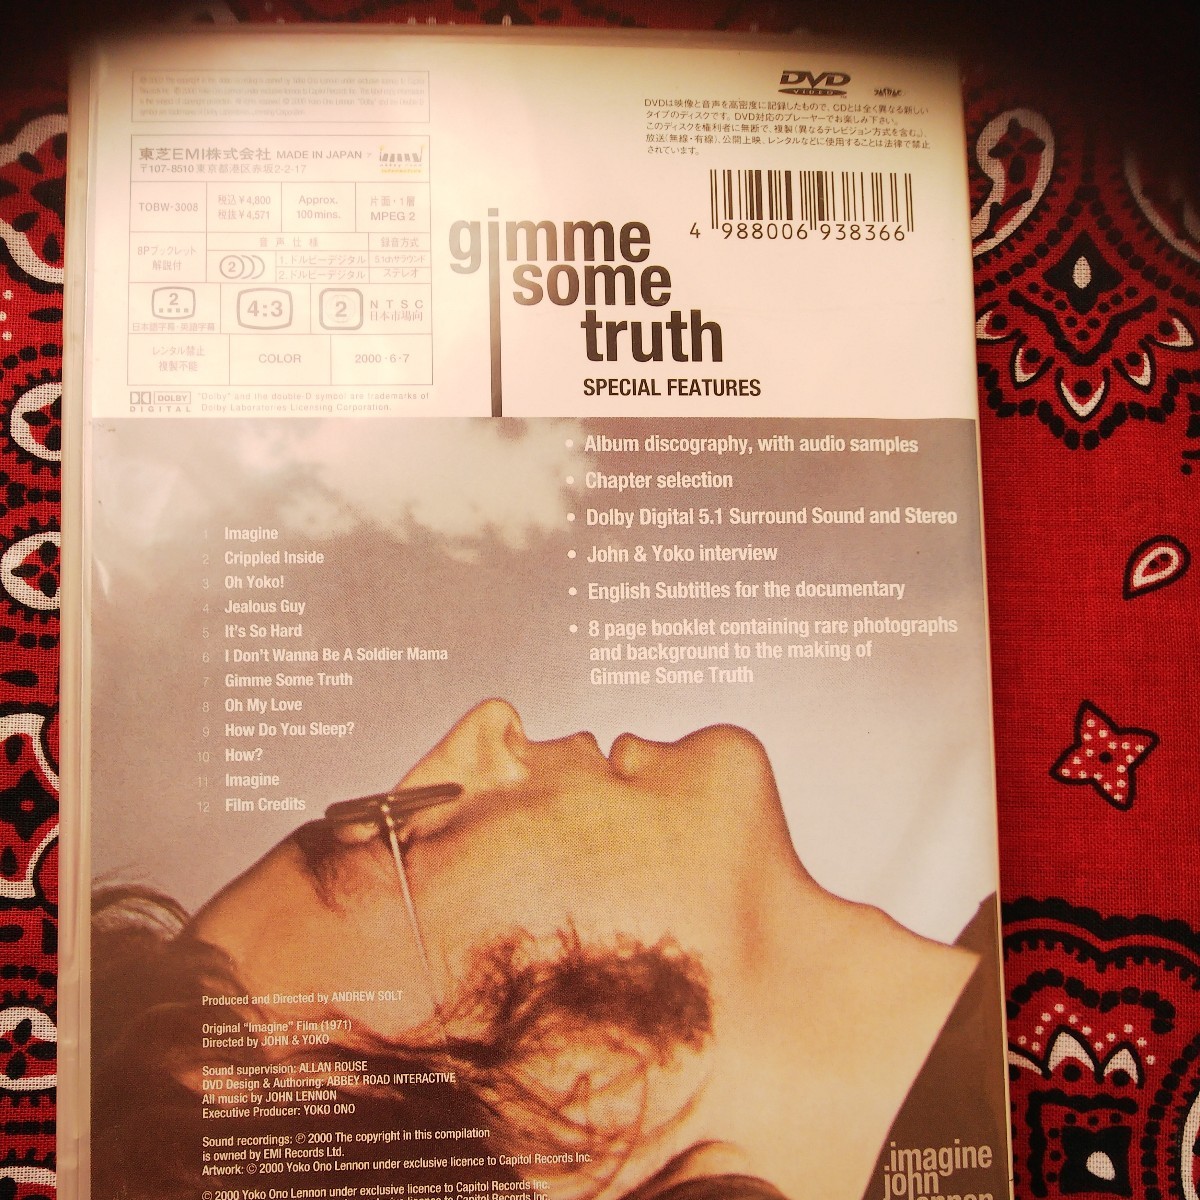 東芝EMI株式会社 MADE IN JAPAN
〒107-8510 東京都港区赤坂2-2-17
TOBW-3008
税込¥4,800
税抜¥4,571
Approx.
100mins.
片面・1層
MPEG 2
8Pブックレット
解説付
音声仕様
録音方式
2
1.ドルビーデジタル
5.1chサラウンド
2.ドルビーデジタル
ステレオ
2
日本語字幕・英語字幕
4:3
2
NTSC
日本市場向
レンタル禁止
複製不能
COLOR
2000・6・7
DOLBY
DIGITAL
"Dolby" and the double-D symbol are trademarks of
Dolby Laboratories Licensing Corporation.
DVD
VIDEO
DVDは映像と音声を高密度に記録したもので、CDとは全く異なる新しい
タイプのディスクです。DVD対応のプレーヤーでお楽しみ下さい。
このディスクを権利者に無断で、複製(異なるテレビジョン方式を含む。)、
放送(無線・有線)、公開上映、レンタルなどに使用することは法律で禁止
されています。
4 988006 938366
gimme
some
truth
SPECIAL FEATURES
• Album discography, with audio samples
• Chapter selection
• Dolby Digital 5.1 Surround Sound and Stereo
• John & Yoko interview
• English Subtitles for the documentary
• 8 page booklet containing rare photographs
and background to the making of
Gimme Some Truth
1 Imagine
2 Crippled Inside
3 Oh Yoko!
4 Jealous Guy
5 It's So Hard
6 I Don't Wanna Be A Soldier Mama
7 Gimme Some Truth
8 Oh My Love
9 How Do You Sleep?
10 How?
11 Imagine
12 Film Credits
Produced and Directed by ANDREW SOLT
Original "Imagine" Film (1971)
Directed by JOHN & YOKO
Sound supervision: ALLAN ROUSE
DVD Design & Authoring: ABBEY ROAD INTERACTIVE
All music by JOHN LENNON
Executive Producer: YOKO ONO
Sound recordings: ℗ 2000 The copyright in this compilation
is owned by EMI Records Ltd.
Artwork: © 2000 Yoko Ono Lennon under exclusive licence to Capitol Records Inc.
© 2000 Yoko Ono Lennon under exclusive licence to Capitol Records Inc.
.imagine
john
lennon